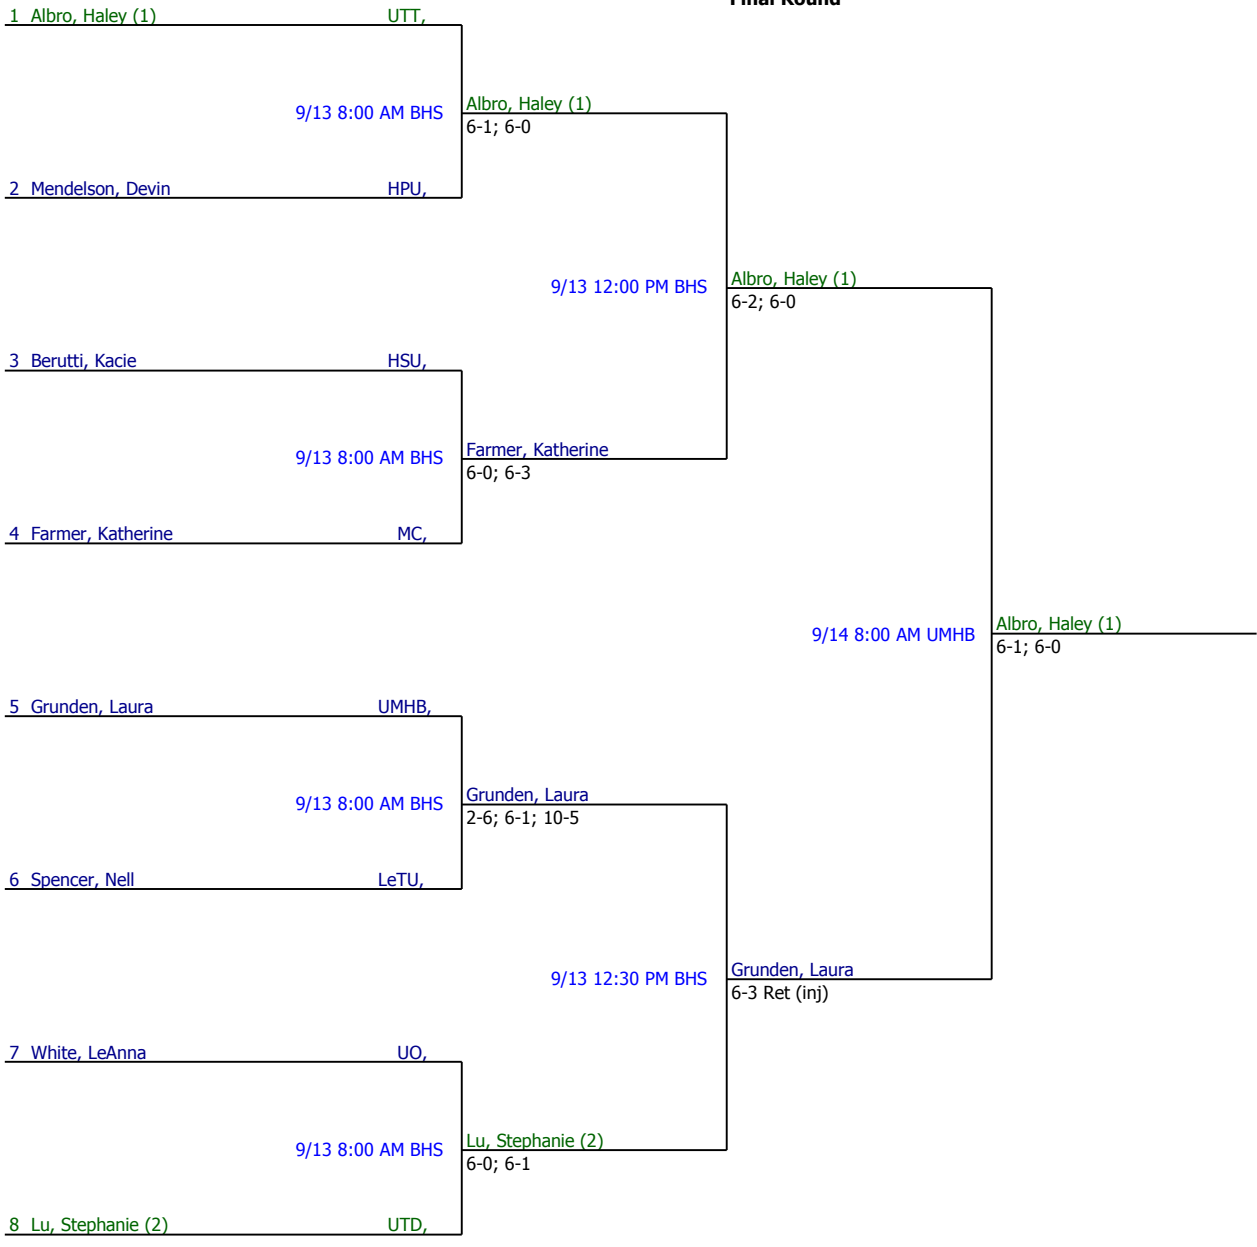 Final Round
1 Albro, Haley (1) UTT,
9/13 8:00 AM BHS
Albro, Haley (1)
6-1; 6-0
2 Mendelson, Devin HPU,
9/13 12:00 PM BHS
Albro, Haley (1)
6-2; 6-0
3 Berutti, Kacie HSU,
9/13 8:00 AM BHS
Farmer, Katherine
6-0; 6-3
4 Farmer, Katherine MC,
9/14 8:00 AM UMHB
Albro, Haley (1)
6-1; 6-0
5 Grunden, Laura UMHB,
9/13 8:00 AM BHS
Grunden, Laura
2-6; 6-1; 10-5
6 Spencer, Nell LeTU,
9/13 12:30 PM BHS
Grunden, Laura
6-3 Ret (inj)
7 White, LeAnna UO,
9/13 8:00 AM BHS
Lu, Stephanie (2)
6-0; 6-1
8 Lu, Stephanie (2) UTD,